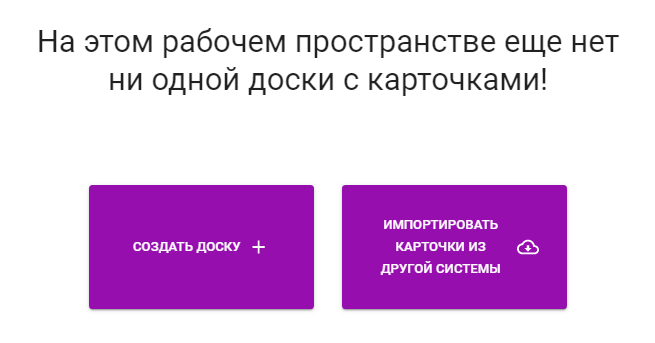 На этом рабочем пространстве еще нет
ни одной доски с карточками!
СОЗДАТЬ ДОСКУ
ИМПОРТИРОВАТЬ
КАРТОЧКИ ИЗ
ДРУГОЙ СИСТЕМЫ